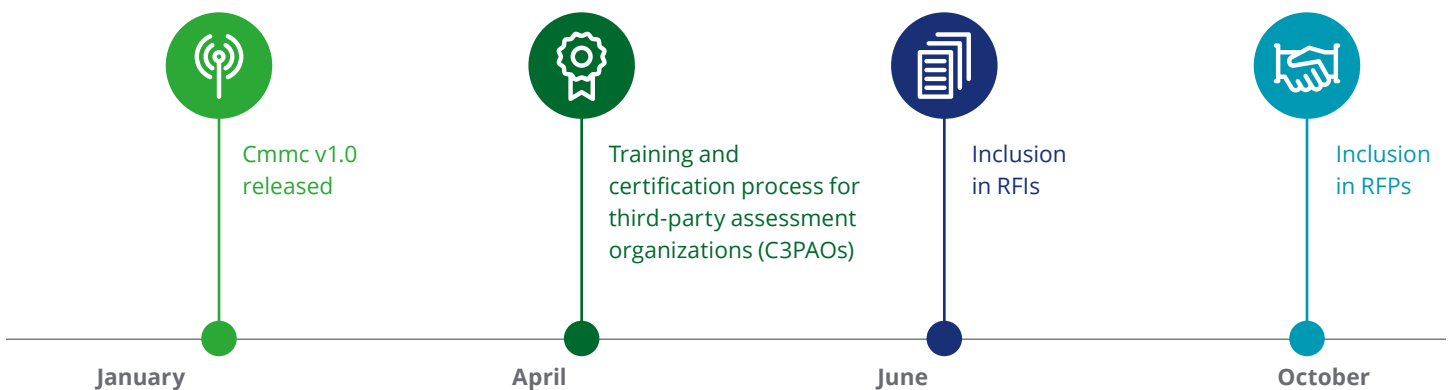 Cmmc v1.0
released
Training and
certification process for
third-party assessment
organizations (C3PAOs)
Inclusion
in RFIs
Inclusion
in RFPs
January
April
June
October